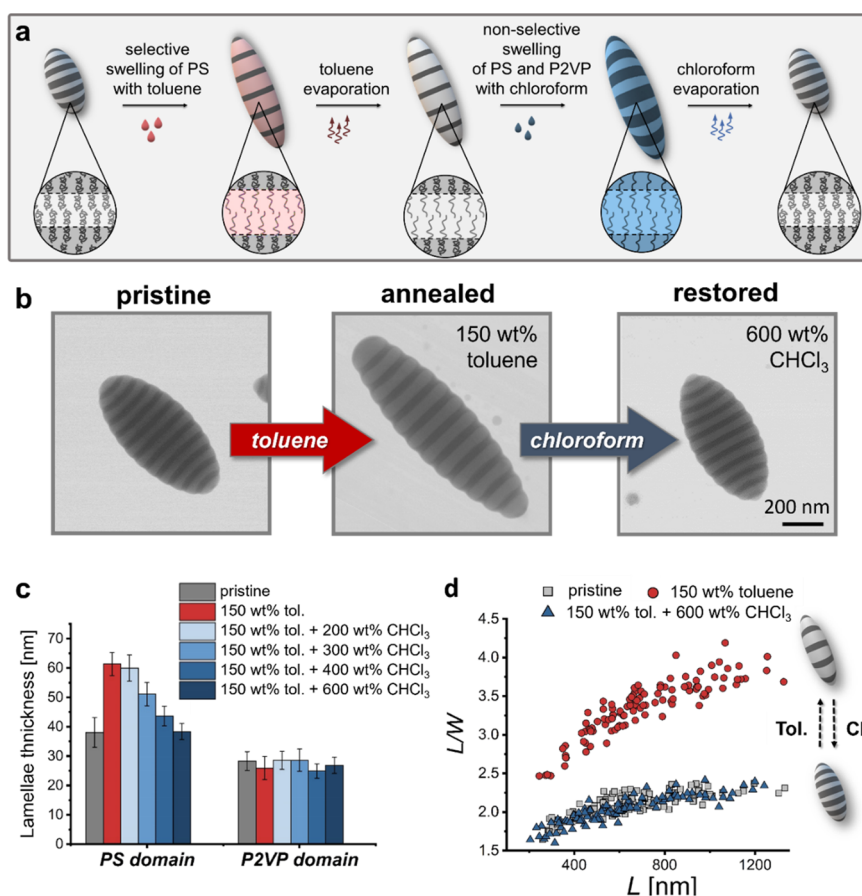 a
selective
swelling of PS
with toluene
toluene
evaporation
non-selective
swelling
of PS and P2VP
with chloroform
chloroform
evaporation
b
pristine
annealed
restored
150 wt%
toluene
600 wt%
CHCl₃
toluene
chloroform
200 nm
c
pristine
150 wt% tol.
150 wt% tol. + 200 wt% CHCl₃
150 wt% tol. + 300 wt% CHCl₃
150 wt% tol. + 400 wt% CHCl₃
150 wt% tol. + 600 wt% CHCl₃
Lamellae thnickness [nm]
70
60
50
40
30
20
10
0
PS domain
P2VP domain
d
pristine
150 wt% toluene
150 wt% tol. + 600 wt% CHCl₃
L/W
4.5
4.0
3.5
3.0
2.5
2.0
1.5
400
800
1200
L [nm]
Tol.